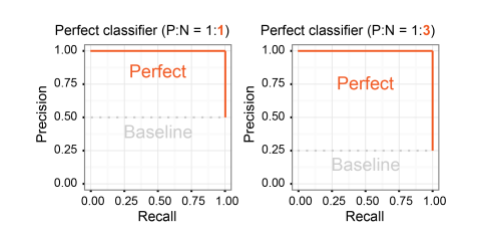 Perfect classifier (P:N = 1:1)
Precision
1.00
0.75
0.50
0.25
0.00
Perfect
Baseline
0.00 0.25 0.50 0.75 1.00
Recall
Perfect classifier (P:N = 1:3)
Precision
1.00
0.75
0.50
0.25
0.00
Perfect
Baseline
0.00 0.25 0.50 0.75 1.00
Recall